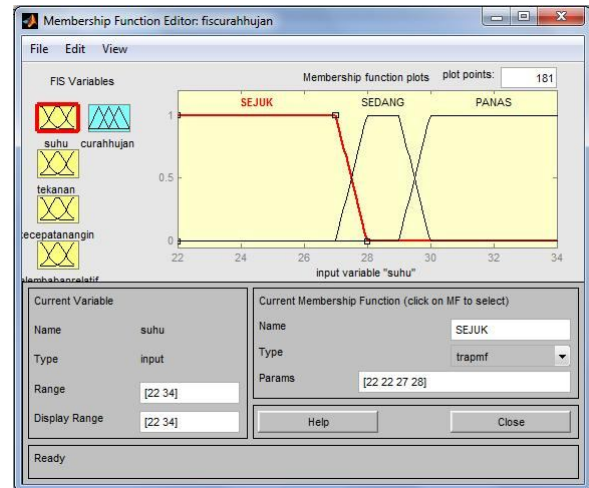 Membership Function Editor: fiscurahhujan
File Edit View
FIS Variables
Membership function plots plot points: 181
SEJUK SEDANG PANAS
suhu curahhujan
tekanan
ecepatanangin
elembabanrelatif
1
0.5
0
22 24 26 28 30 32 34
input variable "suhu"
Current Variable
Name suhu
Type input
Range [22 34]
Display Range [22 34]
Current Membership Function (click on MF to select)
Name SEJUK
Type trapmf
Params [22 22 27 28]
Help Close
Ready